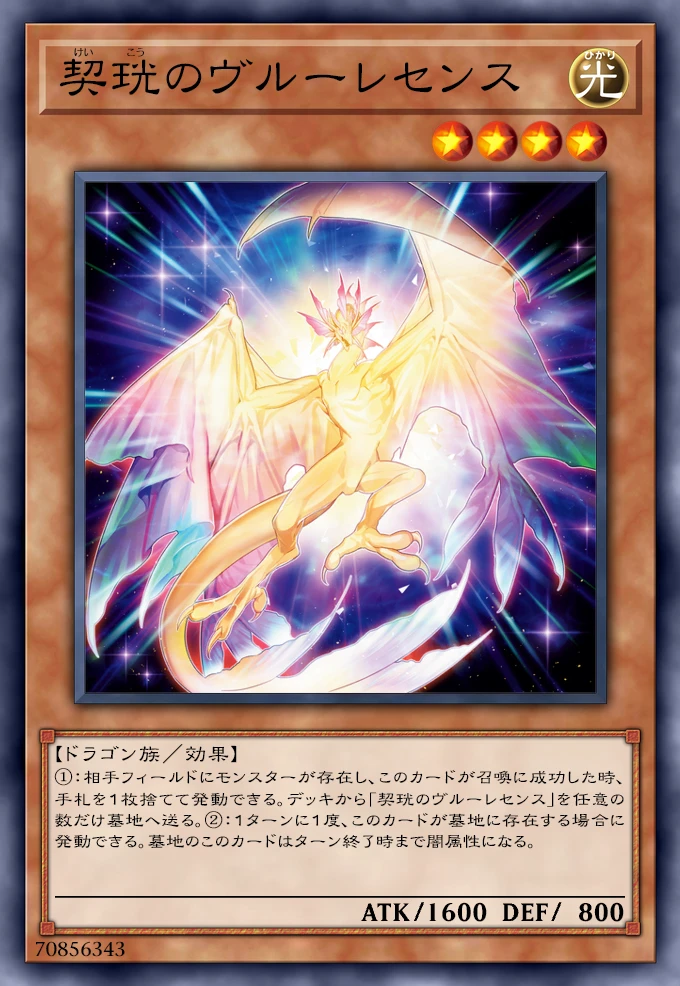 けい こう
契珖のヴルーレセンス
ひかり
光
【ドラゴン族／効果】
①：相手フィールドにモンスターが存在し、このカードが召喚に成功した時、
手札を１枚捨てて発動できる。デッキから「契珖のヴルーレセンス」を任意の
数だけ墓地へ送る。②：１ターンに１度、このカードが墓地に存在する場合に
発動できる。墓地のこのカードはターン終了時まで闇属性になる。
ATK/1600 DEF/ 800
70856343